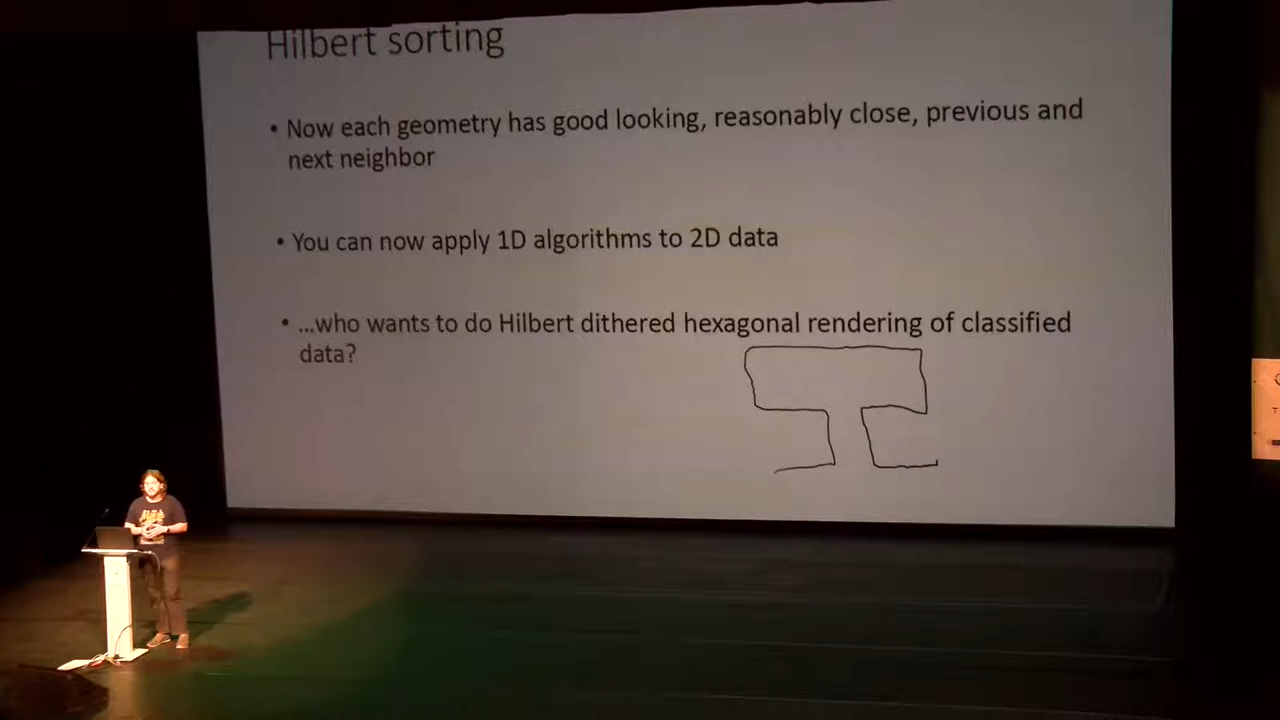 Hilbert sorting
• Now each geometry has good looking, reasonably close, previous and
next neighbor
• You can now apply 1D algorithms to 2D data
• ...who wants to do Hilbert dithered hexagonal rendering of classified
data?